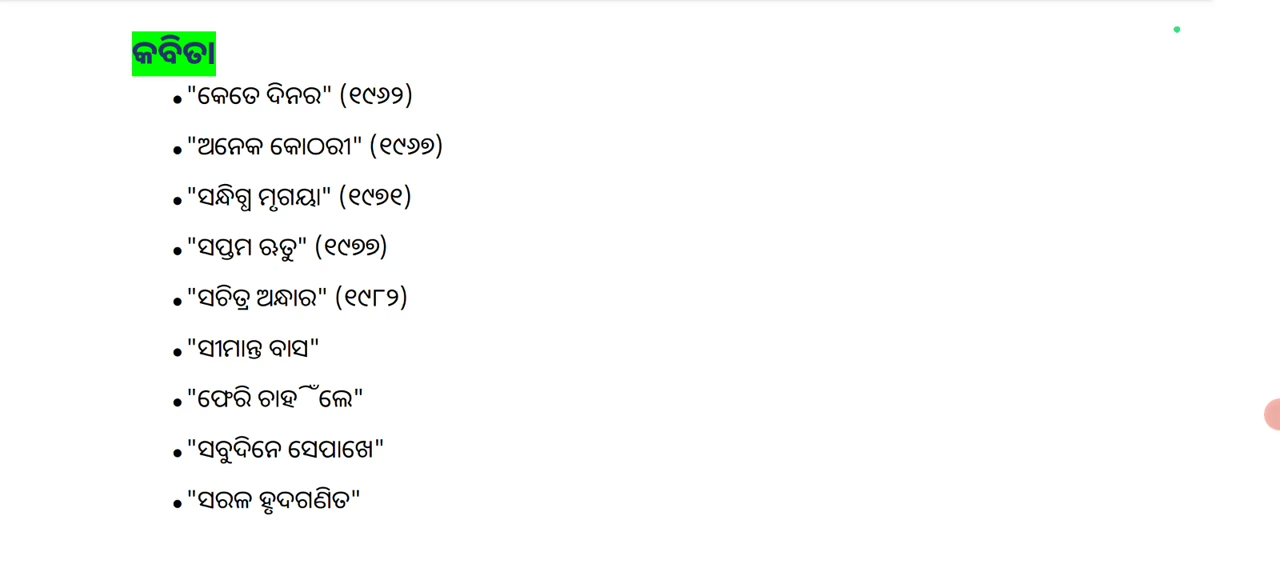 କବିତା
• "କେତେ ଦିନର" (୧୯୬୨)
• "ଅନେକ କୋଠରୀ" (୧୯୬୭)
• "ସନ୍ଧିଗ୍ଧ ମୃଗୟା" (୧୯୭୧)
• "ସପ୍ତମ ଋତୁ" (୧୯୭୭)
• "ସଚିତ୍ର ଅନ୍ଧାର" (୧୯୮୨)
• "ସୀମାନ୍ତ ବାସ"
• "ଫେରି ଚାହିଁଲେ"
• "ସବୁଦିନେ ସେପାଖେ"
• "ସରଳ ହୃଦଗଣିତ"